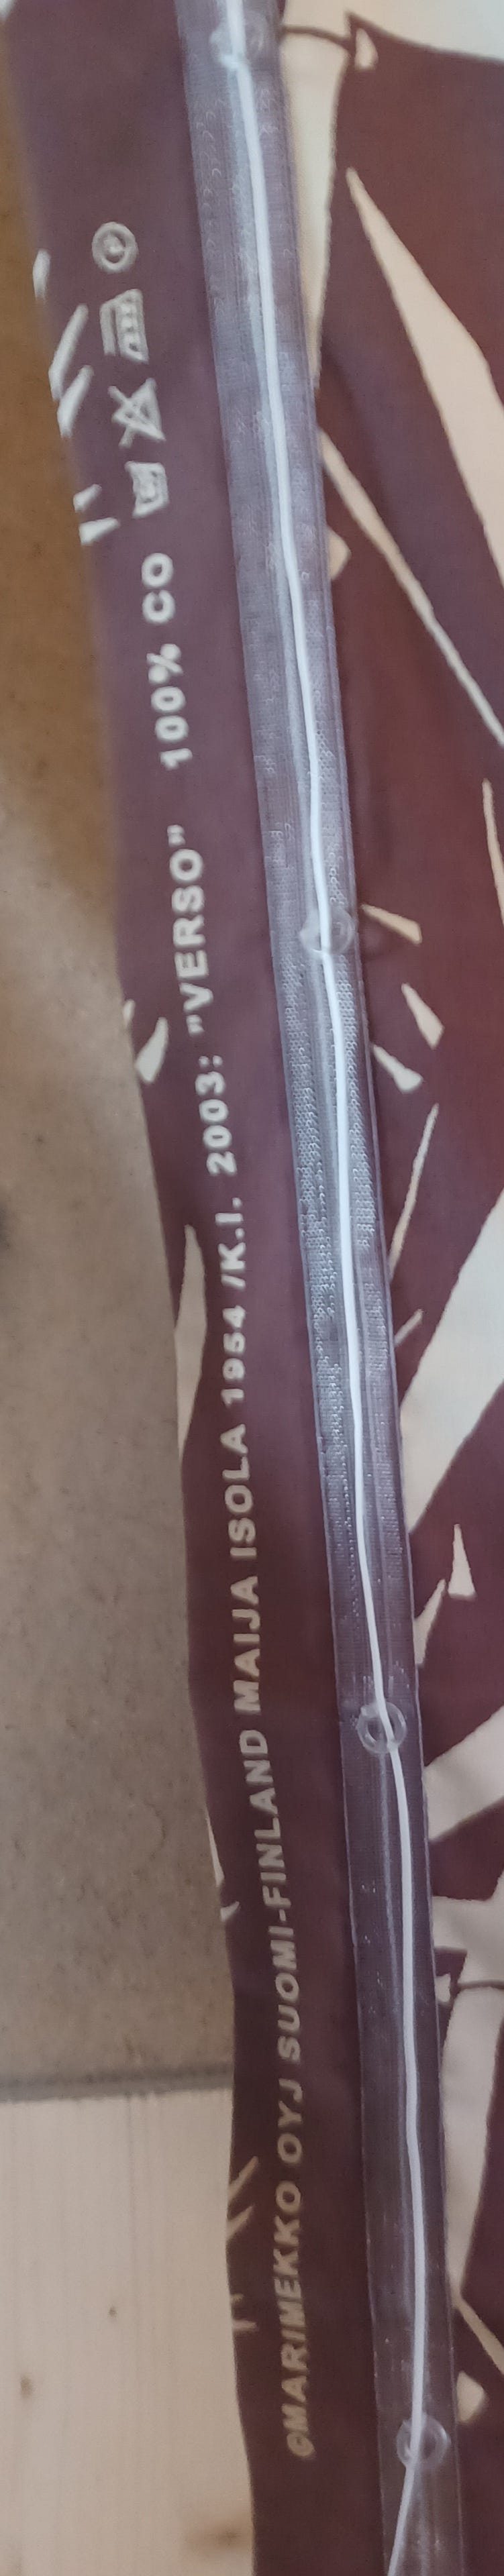 ©MARIMEKKO OYJ SUOMI-FINLAND MAIJA ISOLA 1954 /K.I. 2003: "VERSO" 100% CO